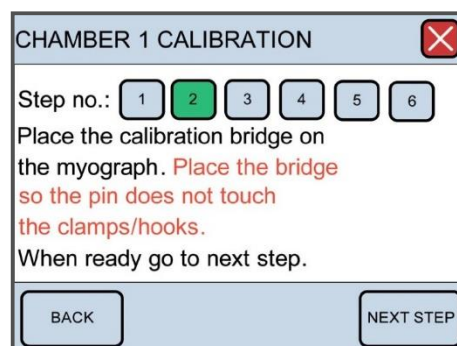 CHAMBER 1 CALIBRATION
Step no.: 1 2 3 4 5 6
Place the calibration bridge on
the myograph. Place the bridge
so the pin does not touch
the clamps/hooks.
When ready go to next step.
BACK NEXT STEP